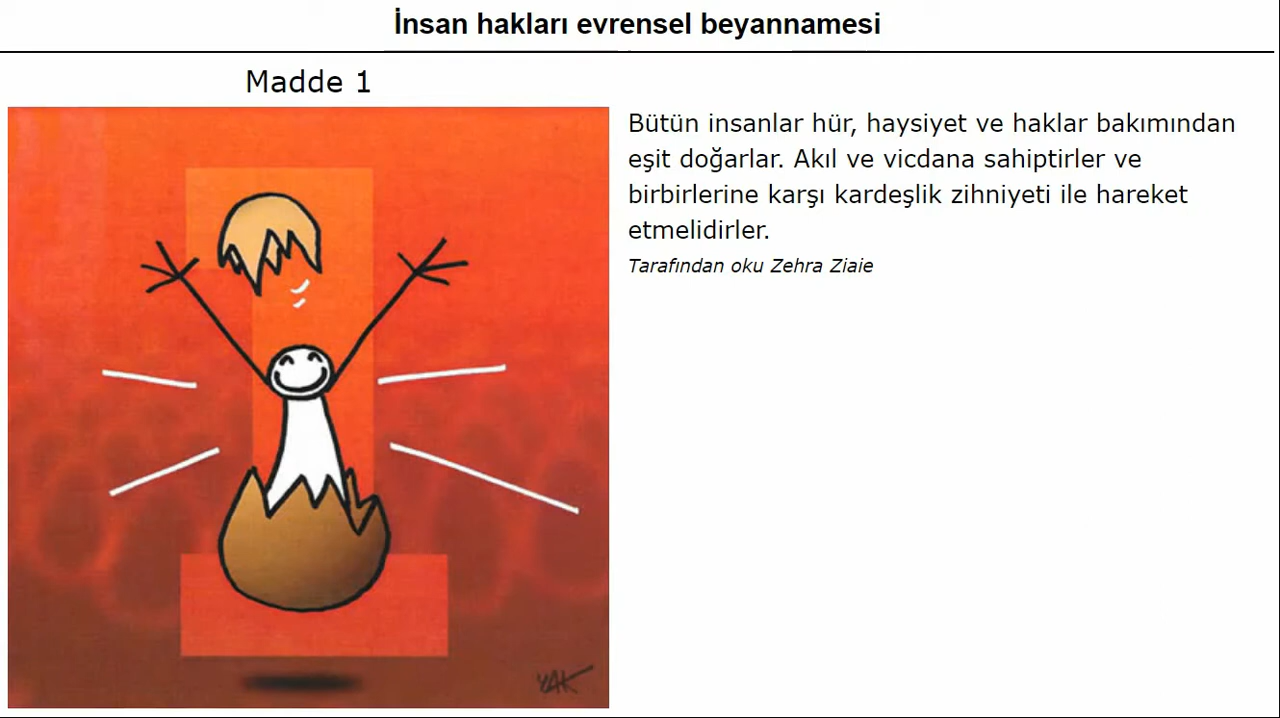 İnsan hakları evrensel beyannamesi
Madde 1
Bütün insanlar hür, haysiyet ve haklar bakımından
eşit doğarlar. Akıl ve vicdana sahiptirler ve
birbirlerine karşı kardeşlik zihniyeti ile hareket
etmelidirler.
Tarafından oku Zehra Ziaie
YAK